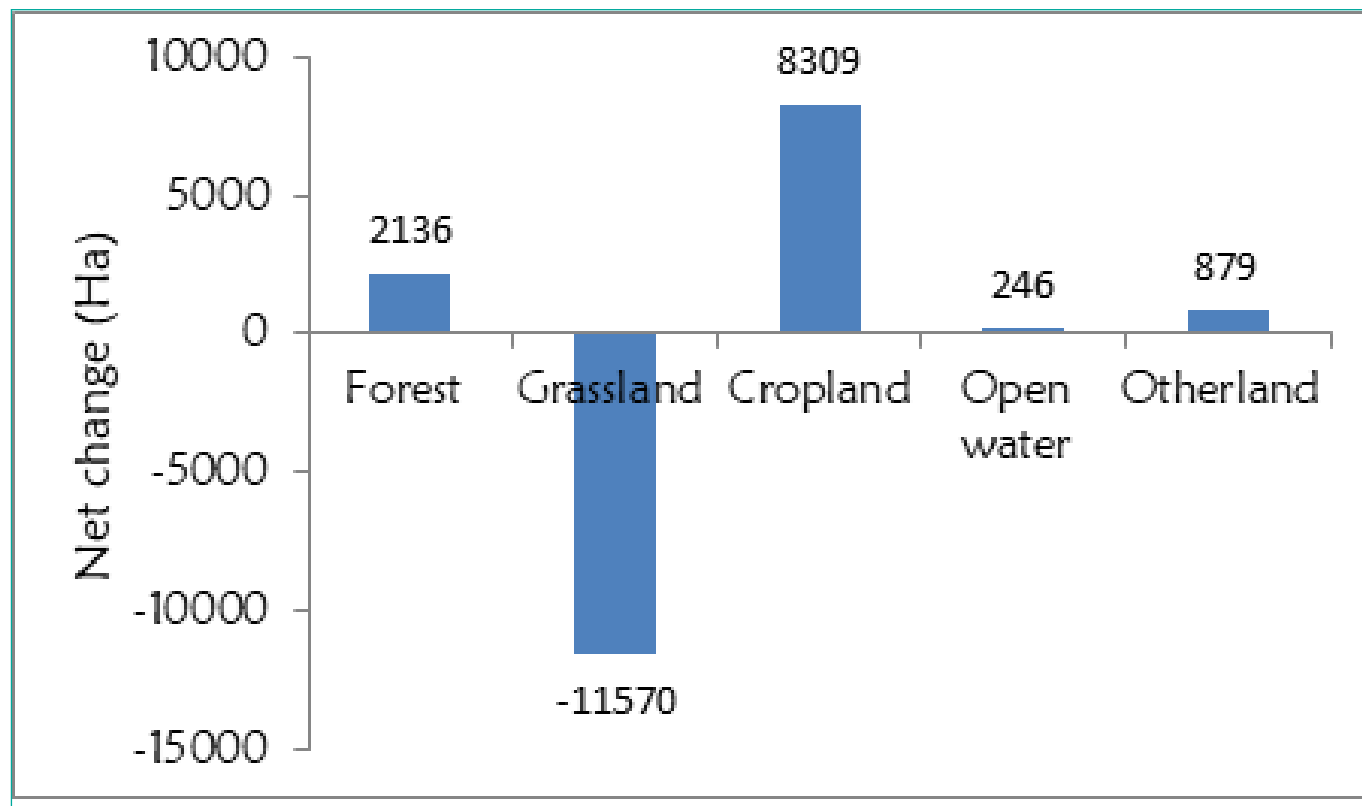 10000
5000
0
-5000
-10000
-15000
Net change (Ha)
2136
-11570
8309
246
879
Forest
Grassland
Cropland
Open
water
Otherland